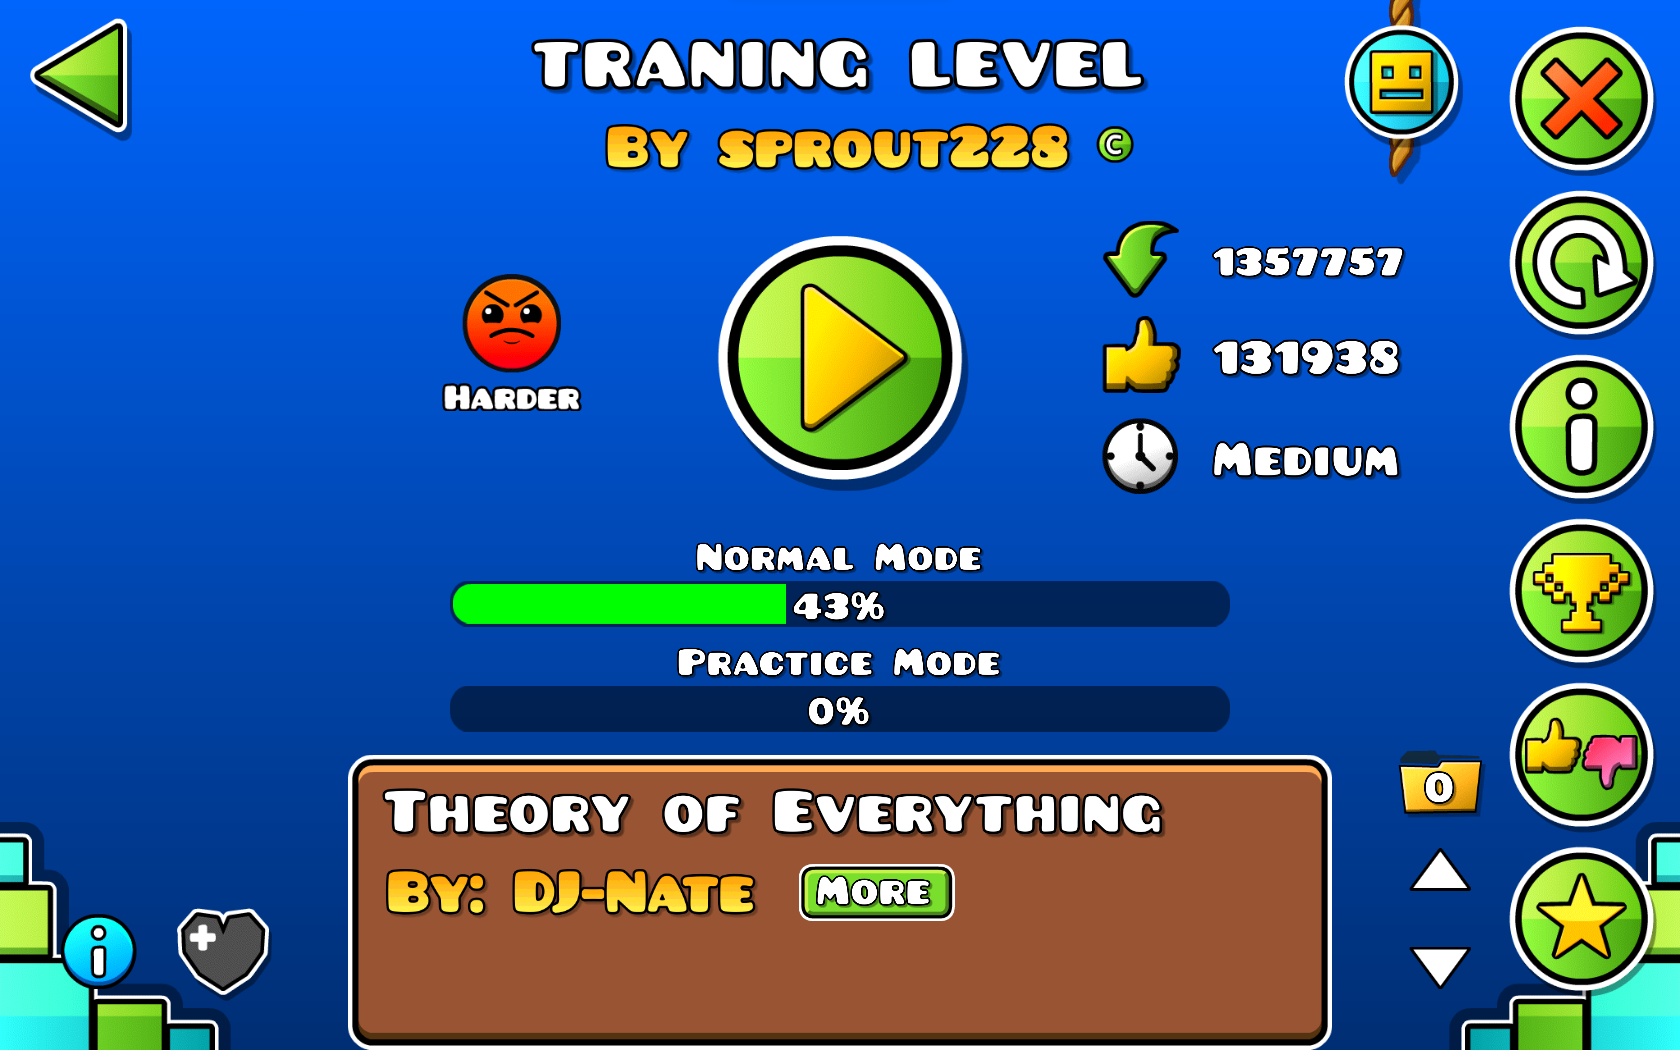 TRANING LEVEL
By sprout228 C
1357757
131938
Harder
Medium
Normal Mode
43%
Practice Mode
0%
Theory of Everything
By: DJ-Nate More
0